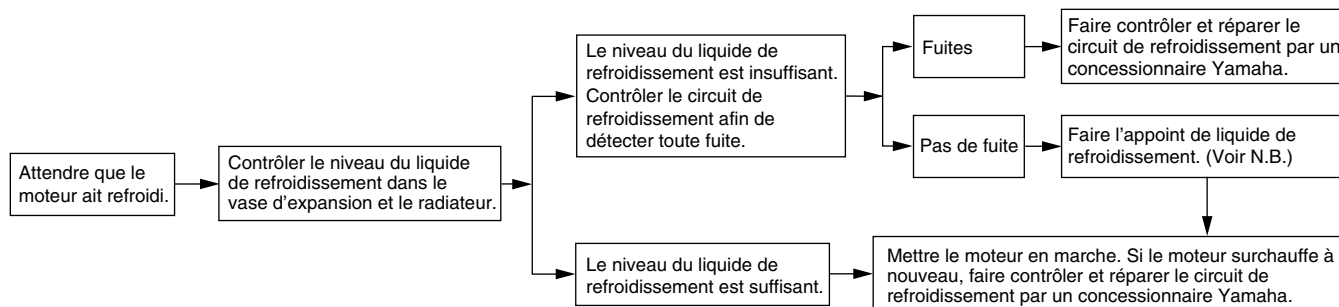 Attendre que le
moteur ait refroidi.
Contrôler le niveau du liquide
de refroidissement dans le
vase d'expansion et le radiateur.
Le niveau du liquide de
refroidissement est insuffisant.
Contrôler le circuit de
refroidissement afin de
détecter toute fuite.
Fuites
Faire contrôler et réparer le
circuit de refroidissement par un
concessionnaire Yamaha.
Pas de fuite
Faire l'appoint de liquide de
refroidissement. (Voir N.B.)
Le niveau du liquide de
refroidissement est suffisant.
Mettre le moteur en marche. Si le moteur surchauffe à
nouveau, faire contrôler et réparer le circuit de
refroidissement par un concessionnaire Yamaha.